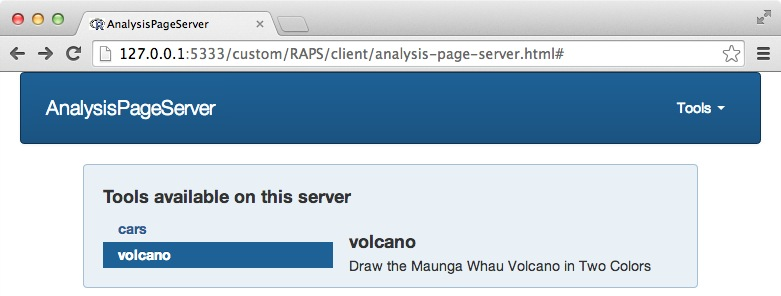 AnalysisPageServer
127.0.0.1:5333/custom/RAPS/client/analysis-page-server.html#
AnalysisPageServer
Tools
Tools available on this server
cars
volcano
volcano
Draw the Maunga Whau Volcano in Two Colors